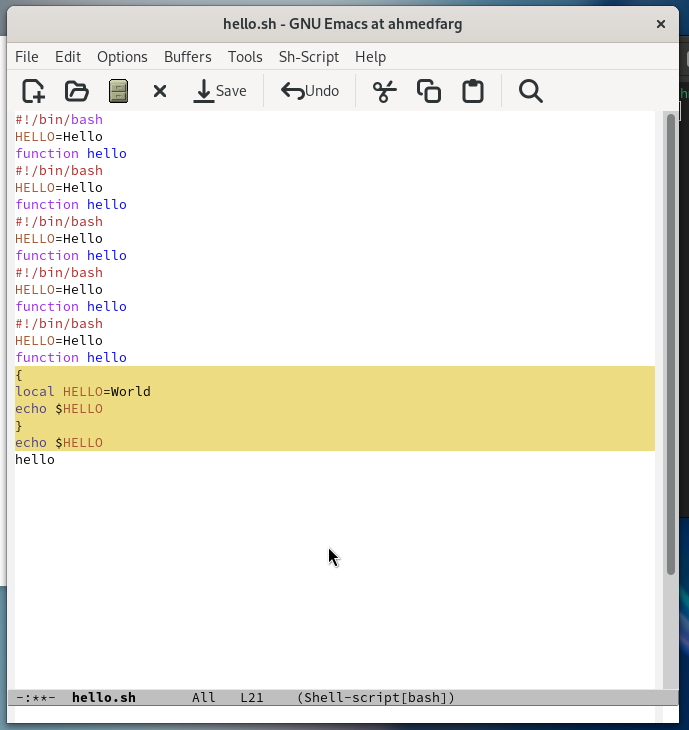 hello.sh - GNU Emacs at ahmedfarg
File Edit Options Buffers Tools Sh-Script Help
Save Undo
#!/bin/bash
HELLO=Hello
function hello
#!/bin/bash
HELLO=Hello
function hello
#!/bin/bash
HELLO=Hello
function hello
#!/bin/bash
HELLO=Hello
function hello
#!/bin/bash
HELLO=Hello
function hello
{
local HELLO=World
echo $HELLO
}
echo $HELLO
hello
-:**- hello.sh All L21 (Shell-script[bash])